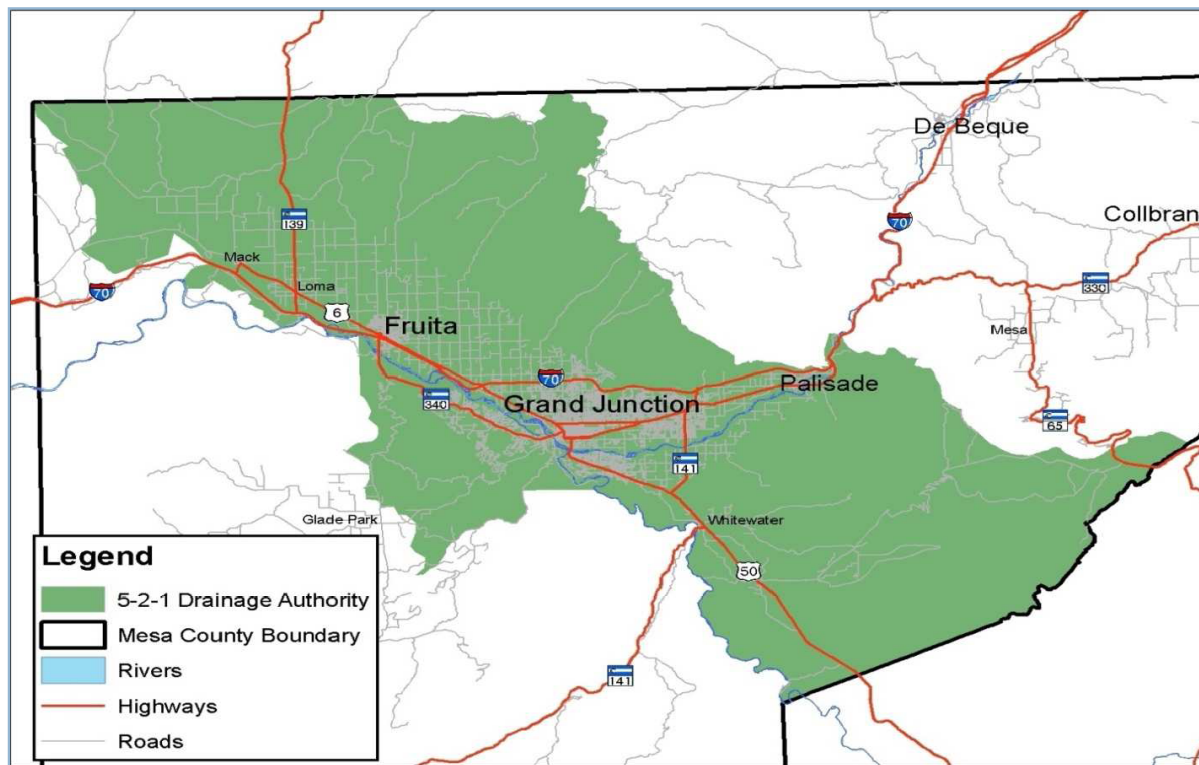 De Beque
70
Collbran
139
Mack
70
Loma
330
6
Fruita
Mesa
70
Palisade
340
Grand Junction
65
141
Glade Park
Whitewater
50
141
Legend
5-2-1 Drainage Authority
Mesa County Boundary
Rivers
Highways
Roads